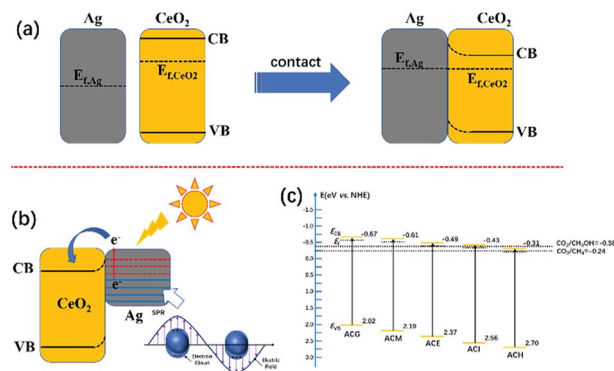 (a)
Ag
CeO2
CB
Ef,Ag
Ef,CeO2
VB
contact
Ag
CeO2
CB
Ef,Ag
Ef,CeO2
VB
(b)
e-
e-
CB
CeO2
Ag
VB
SPR
Electron
Cloud
Electric
Field
(c)
E(eV vs. NHE)
-1.5
-1.0
-0.5
0.0
0.5
1.0
1.5
2.0
2.5
3.0
ECB
-0.67
-0.61
-0.49
-0.43
-0.31
Ef
CO2/CH3OH=-0.38
CO2/CH4=-0.24
EVB
2.02
2.19
2.37
2.56
2.70
ACG
ACM
ACE
ACI
ACH